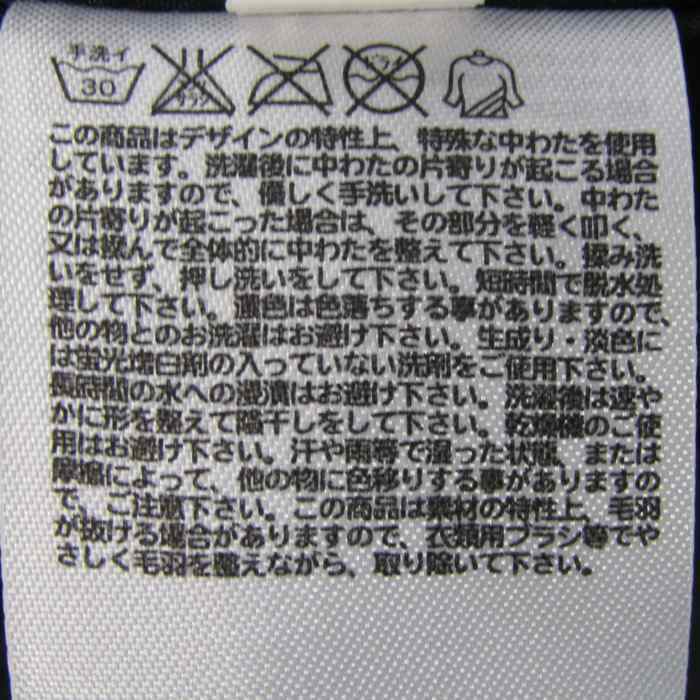 手洗イ
30
エンソ
サラシ
ドライ
この商品はデザインの特性上、特殊な中わたを使用
しています。洗濯後に中わたの片寄りが起こる場合
がありますので、優しく手洗いして下さい。中わた
の片寄りが起こった場合は、その部分を軽く叩く、
又は揉んで全体的に中わたを整えて下さい。揉み洗
いをせず、押し洗いをして下さい。短時間で脱水処
理して下さい。濃色は色落ちする事がありますので、
他の物とのお洗濯はお避け下さい。生成り・淡色に
は蛍光増白剤の入っていない洗剤をご使用下さい。
長時間の水への浸漬はお避け下さい。洗濯後は速や
かに形を整えて陰干しをして下さい。乾燥機のご使
用はお避け下さい。汗や雨等で湿った状態、または
摩擦によって、他の物に色移りする事がありますの
で、ご注意下さい。この商品は素材の特性上、毛羽
が抜ける場合がありますので、衣類用ブラシ等でや
さしく毛羽を整えながら、取り除いて下さい。